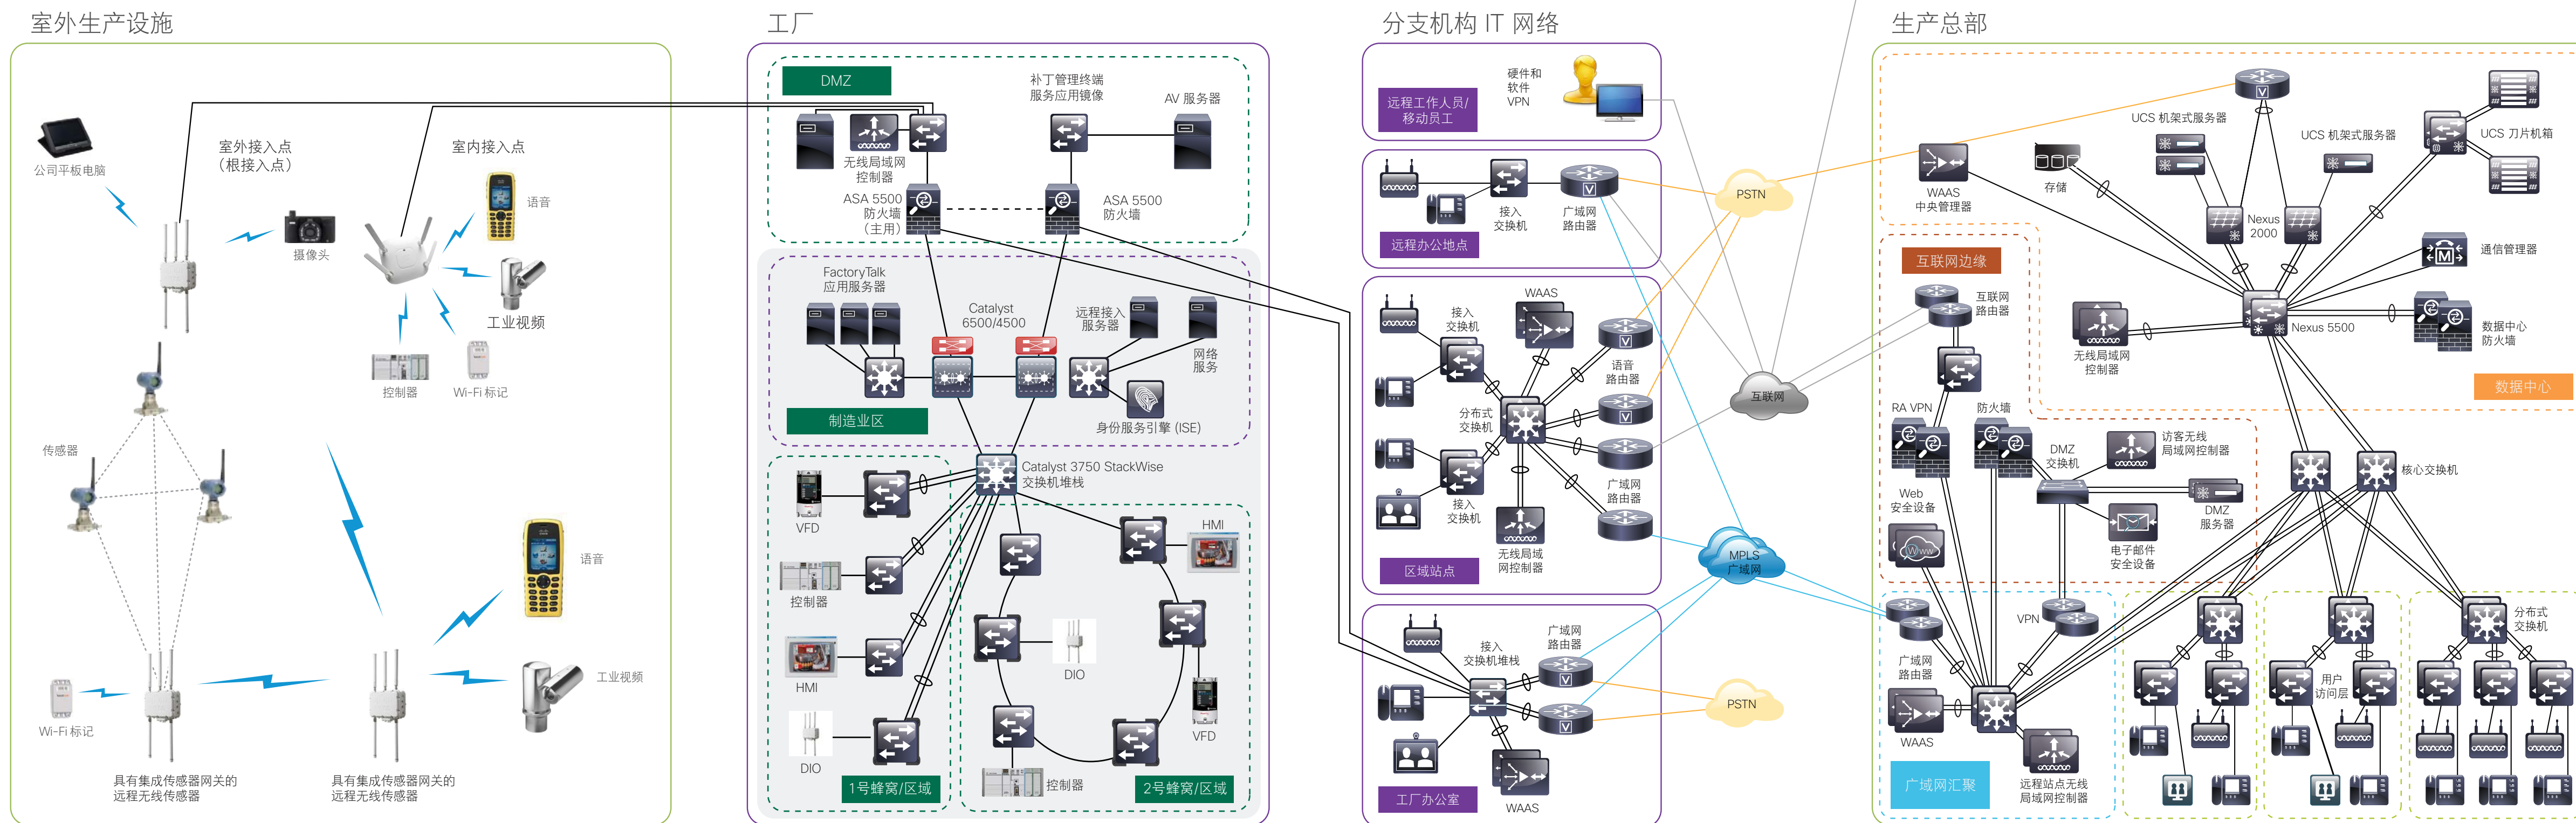 室外生产设施
公司平板电脑
室外接入点
（根接入点）
室内接入点
语音
摄像头
工业视频
控制器
Wi-Fi 标记
传感器
语音
工业视频
Wi-Fi 标记
具有集成传感器网关的
远程无线传感器
具有集成传感器网关的
远程无线传感器
工厂
DMZ
补丁管理终端
服务应用镜像
AV 服务器
无线局域网
控制器
ASA 5500
防火墙
（主用）
ASA 5500
防火墙
FactoryTalk
应用服务器
Catalyst
6500/4500
远程接入
服务器
网络
服务
制造业区
身份服务引擎 (ISE)
Catalyst 3750 StackWise
交换机堆栈
VFD
控制器
HMI
DIO
1号蜂窝/区域
HMI
DIO
VFD
控制器
2号蜂窝/区域
分支机构 IT 网络
远程工作人员/
移动员工
硬件和
软件
VPN
接入
交换机
广域网
路由器
V
远程办公地点
WAAS
接入
交换机
V
语音
路由器
分布式
交换机
V
接入
交换机
广域网
路由器
无线局域
网控制器
区域站点
接入
交换机堆栈
广域网
路由器
V
V
工厂办公室
WAAS
PSTN
互联网
MPLS
广域网
PSTN
生产总部
V
UCS 机架式服务器
UCS 机架式服务器
UCS 刀片机箱
WAAS
中央管理器
存储
Nexus
2000
M
通信管理器
互联网边缘
互联网
路由器
Nexus 5500
无线局域网
控制器
数据中心
防火墙
数据中心
RA VPN
防火墙
DMZ
交换机
访客无线
局域网控制器
核心交换机
Web
安全设备
Www
DMZ
服务器
电子邮件
安全设备
VPN
广域网
路由器
WAAS
广域网汇聚
远程站点无线
局域网控制器
用户
访问层
分布式
交换机